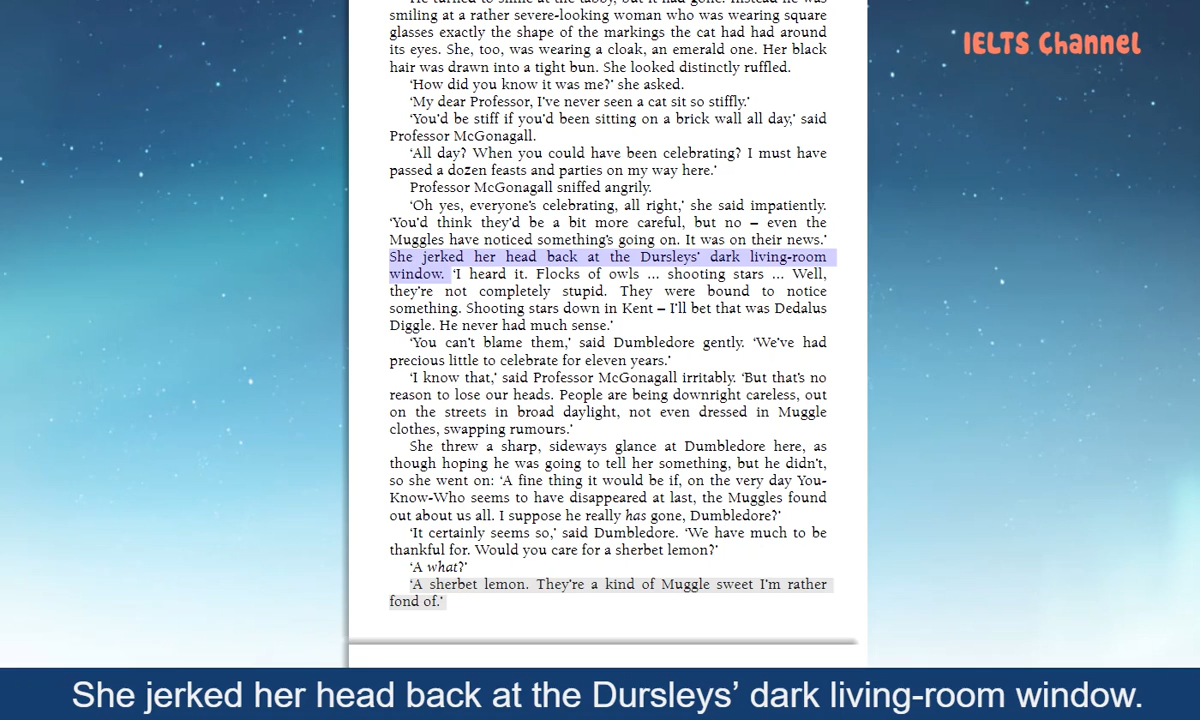 He turned to smile at the tabby, but it had gone. Instead he was
smiling at a rather severe-looking woman who was wearing square
glasses exactly the shape of the markings the cat had had around
its eyes. She, too, was wearing a cloak, an emerald one. Her black
hair was drawn into a tight bun. She looked distinctly ruffled.
‘How did you know it was me?’ she asked.
‘My dear Professor, I’ve never seen a cat sit so stiffly.’
‘You’d be stiff if you’d been sitting on a brick wall all day,’ said
Professor McGonagall.
‘All day? When you could have been celebrating? I must have
passed a dozen feasts and parties on my way here.’
Professor McGonagall sniffed angrily.
‘Oh yes, everyone’s celebrating, all right,’ she said impatiently.
‘You’d think they’d be a bit more careful, but no – even the
Muggles have noticed something’s going on. It was on their news.’
She jerked her head back at the Dursleys’ dark living-room
window. ‘I heard it. Flocks of owls ... shooting stars ... Well,
they’re not completely stupid. They were bound to notice
something. Shooting stars down in Kent – I’ll bet that was Dedalus
Diggle. He never had much sense.’
‘You can’t blame them,’ said Dumbledore gently. ‘We’ve had
precious little to celebrate for eleven years.’
‘I know that,’ said Professor McGonagall irritably. ‘But that’s no
reason to lose our heads. People are being downright careless, out
on the streets in broad daylight, not even dressed in Muggle
clothes, swapping rumours.’
She threw a sharp, sideways glance at Dumbledore here, as
though hoping he was going to tell her something, but he didn’t,
so she went on: ‘A fine thing it would be if, on the very day You-
Know-Who seems to have disappeared at last, the Muggles found
out about us all. I suppose he really has gone, Dumbledore?’
‘It certainly seems so,’ said Dumbledore. ‘We have much to be
thankful for. Would you care for a sherbet lemon?’
‘A what?’
‘A sherbet lemon. They’re a kind of Muggle sweet I’m rather
fond of.’
IELTS Channel
She jerked her head back at the Dursleys’ dark living-room window.